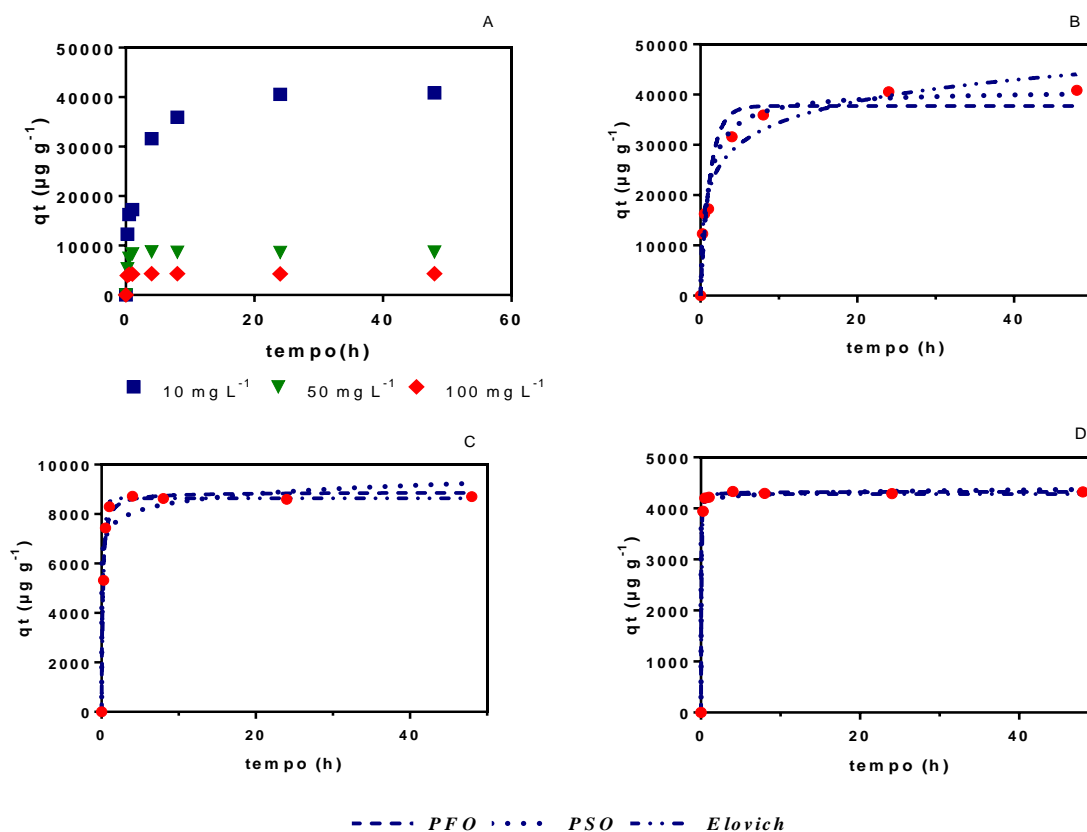 A
50000
40000
30000
20000
10000
0
qt (µg g⁻¹)
0 20 40 60
tempo(h)
10 mg L⁻¹ 50 mg L⁻¹ 100 mg L⁻¹
B
50000
40000
30000
20000
10000
0
qt (µg g⁻¹)
0 20 40
tempo (h)
C
10000
8000
6000
4000
2000
0
qt (µg g⁻¹)
0 20 40
tempo (h)
D
5000
4000
3000
2000
1000
0
qt (µg g⁻¹)
0 20 40
tempo (h)
PFO PSO Elovich